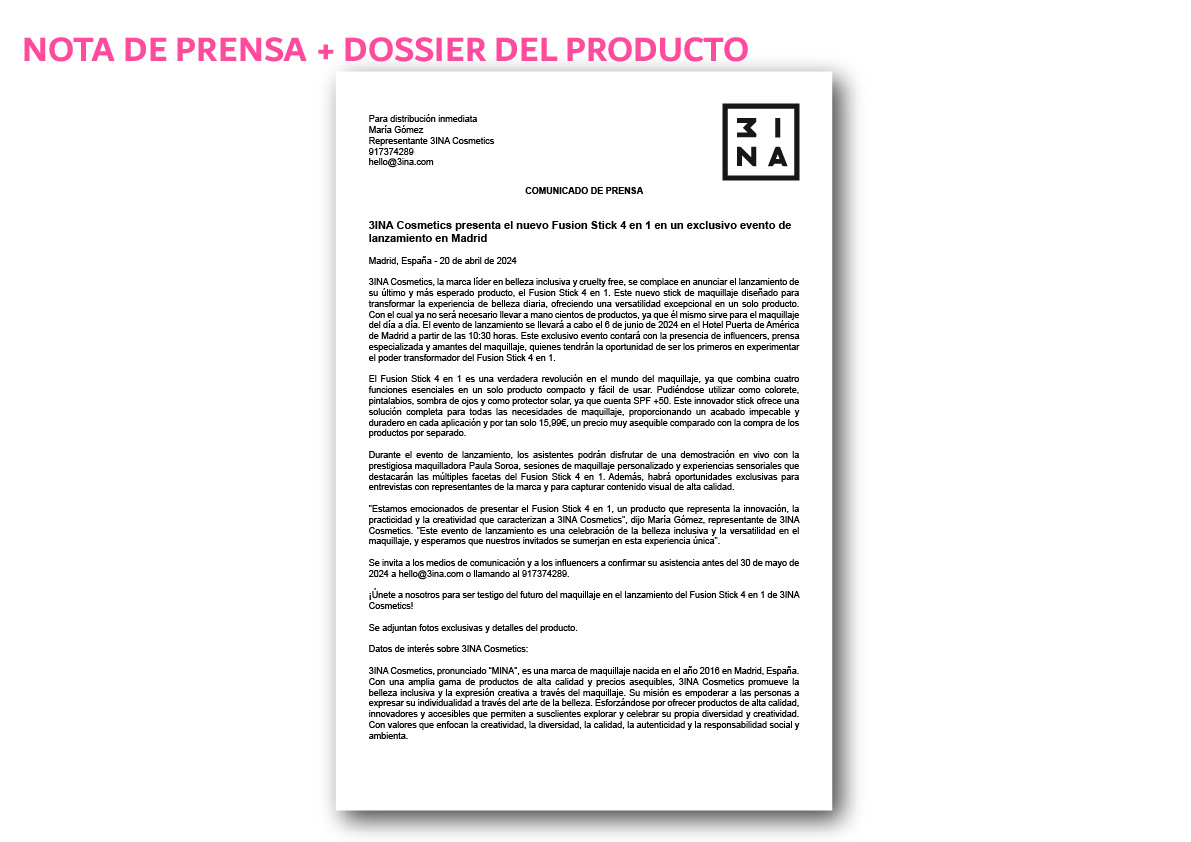 NOTA DE PRENSA + DOSSIER DEL PRODUCTO
Para distribución inmediata
María Gómez
Representante 3INA Cosmetics
917374289
hello@3ina.com
3 I
N A
COMUNICADO DE PRENSA
3INA Cosmetics presenta el nuevo Fusion Stick 4 en 1 en un exclusivo evento de
lanzamiento en Madrid
Madrid, España - 20 de abril de 2024
3INA Cosmetics, la marca líder en belleza inclusiva y cruelty free, se complace en anunciar el lanzamiento de
su último y más esperado producto, el Fusion Stick 4 en 1. Este nuevo stick de maquillaje diseñado para
transformar la experiencia de belleza diaria, ofreciendo una versatilidad excepcional en un solo producto.
Con el cual ya no será necesario llevar a mano cientos de productos, ya que él mismo sirve para el maquillaje
del día a día. El evento de lanzamiento se llevará a cabo el 6 de junio de 2024 en el Hotel Puerta de América
de Madrid a partir de las 10:30 horas. Este exclusivo evento contará con la presencia de influencers, prensa
especializada y amantes del maquillaje, quienes tendrán la oportunidad de ser los primeros en experimentar
el poder transformador del Fusion Stick 4 en 1.
El Fusion Stick 4 en 1 es una verdadera revolución en el mundo del maquillaje, ya que combina cuatro
funciones esenciales en un solo producto compacto y fácil de usar. Pudiéndose utilizar como colorete,
pintalabios, sombra de ojos y como protector solar, ya que cuenta SPF +50. Este innovador stick ofrece una
solución completa para todas las necesidades de maquillaje, proporcionando un acabado impecable y
duradero en cada aplicación y por tan solo 15,99€, un precio muy asequible comparado con la compra de los
productos por separado.
Durante el evento de lanzamiento, los asistentes podrán disfrutar de una demostración en vivo con la
prestigiosa maquilladora Paula Soroa, sesiones de maquillaje personalizado y experiencias sensoriales que
destacarán las múltiples facetas del Fusion Stick 4 en 1. Además, habrá oportunidades exclusivas para
entrevistas con representantes de la marca y para capturar contenido visual de alta calidad.
"Estamos emocionados de presentar el Fusion Stick 4 en 1, un producto que representa la innovación, la
practicidad y la creatividad que caracterizan a 3INA Cosmetics", dijo María Gómez, representante de 3INA
Cosmetics. "Este evento de lanzamiento es una celebración de la belleza inclusiva y la versatilidad en el
maquillaje, y esperamos que nuestros invitados se sumerjan en esta experiencia única".
Se invita a los medios de comunicación y a los influencers a confirmar su asistencia antes del 30 de mayo de
2024 a hello@3ina.com o llamando al 917374289.
¡Únete a nosotros para ser testigo del futuro del maquillaje en el lanzamiento del Fusion Stick 4 en 1 de 3INA
Cosmetics!
Se adjuntan fotos exclusivas y detalles del producto.
Datos de interés sobre 3INA Cosmetics:
3INA Cosmetics, pronunciado "MINA", es una marca de maquillaje nacida en el año 2016 en Madrid, España.
Con una amplia gama de productos de alta calidad y precios asequibles, 3INA Cosmetics promueve la
belleza inclusiva y la expresión creativa a través del maquillaje. Su misión es empoderar a las personas a
expresar su individualidad a través del arte de la belleza. Esforzándose por ofrecer productos de alta calidad,
innovadores y accesibles que permiten a susclientes explorar y celebrar su propia diversidad y creatividad.
Con valores que enfocan la creatividad, la diversidad, la calidad, la autenticidad y la responsabilidad social y
ambienta.